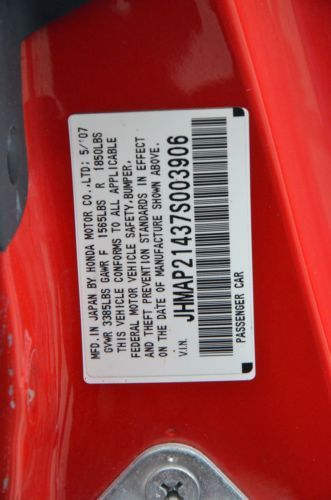 MFD. IN JAPAN BY HONDA MOTOR CO., LTD; 5/07
GVWR 3385LBS GAWR F 1565LBS R 1850LBS
THIS VEHICLE CONFORMS TO ALL APPLICABLE
FEDERAL MOTOR VEHICLE SAFETY, BUMPER,
AND THEFT PREVENTION STANDARDS IN EFFECT
ON THE DATE OF MANUFACTURE SHOWN ABOVE.
JHMAP21437S003906
V.I.N. PASSENGER CAR